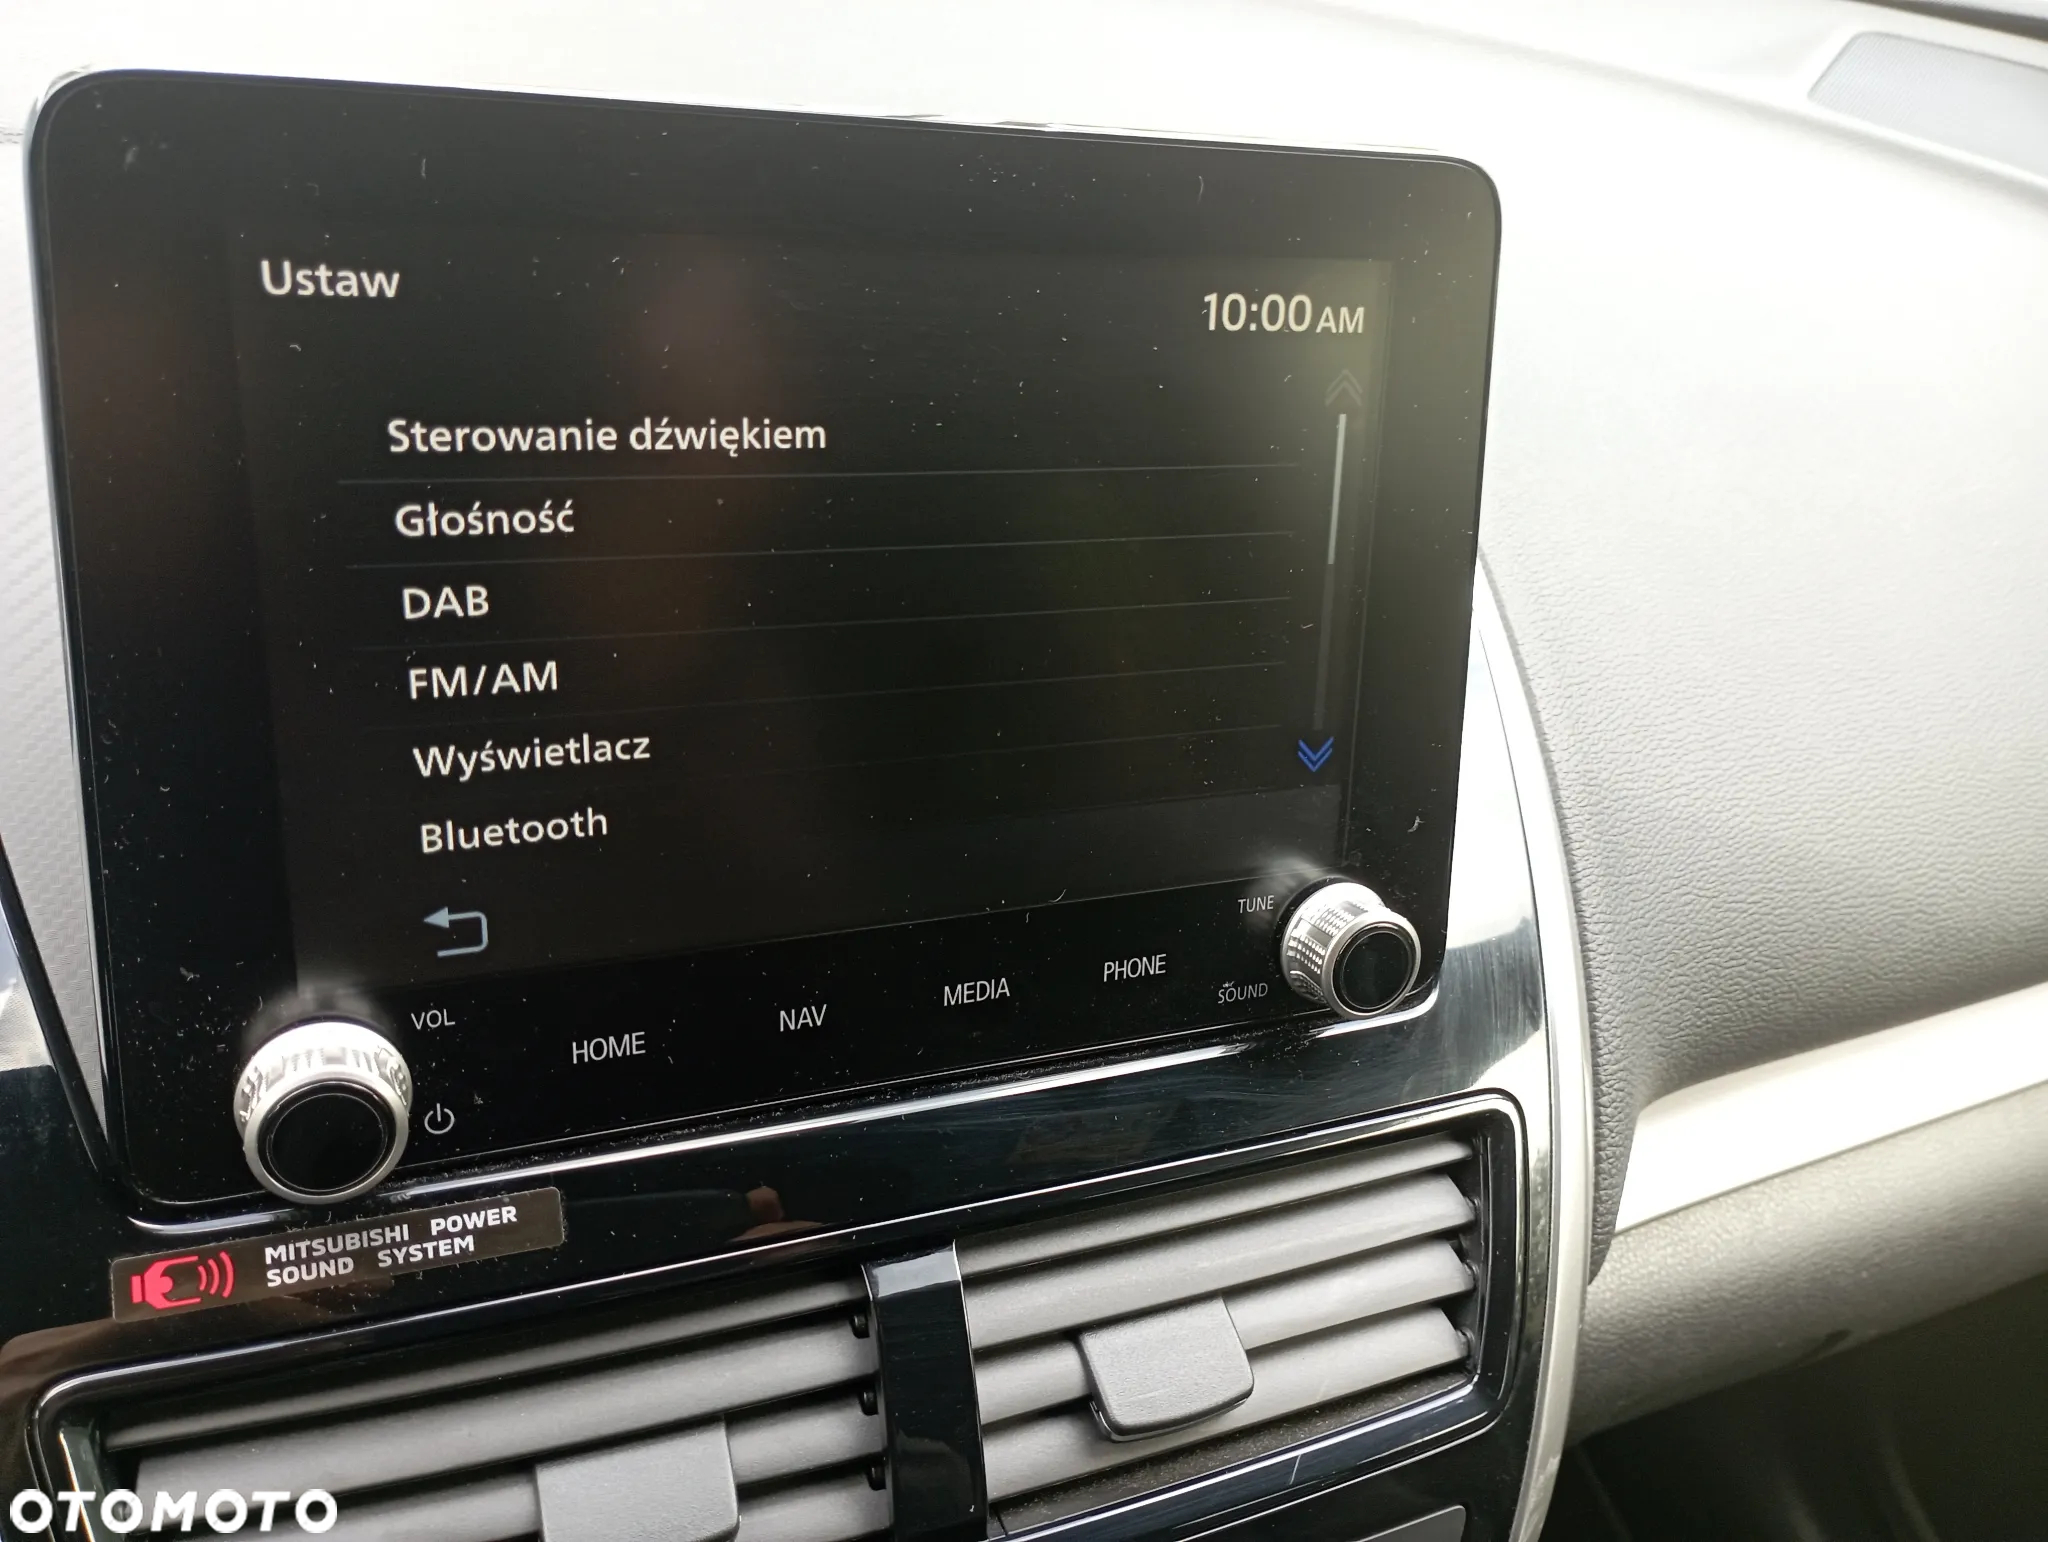 Ustaw
10:00 AM
Sterowanie dźwiękiem
Głośność
DAB
FM/AM
Wyświetlacz
Bluetooth
TUNE
VOL
HOME
NAV
MEDIA
PHONE
SOUND
MITSUBISHI POWER
SOUND SYSTEM
OTOMOTO